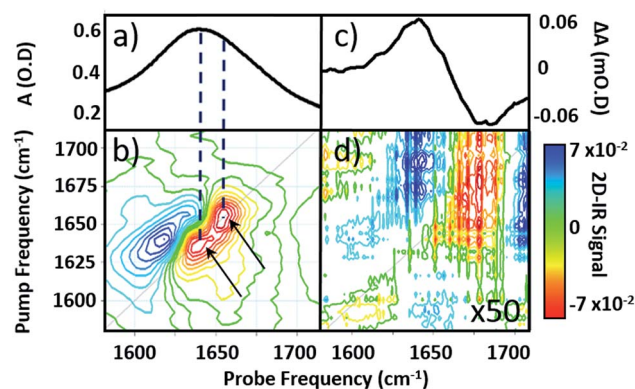 a)
c)
A (O.D)
0.6
0.4
0.2
0.06
0
-0.06
ΔA (mO.D)
b)
d)
Pump Frequency (cm⁻¹)
1700
1675
1650
1625
1600
x50
7 x10⁻²
0
-7 x10⁻²
2D-IR Signal
1600 1650 1700 1600 1650 1700
Probe Frequency (cm⁻¹)